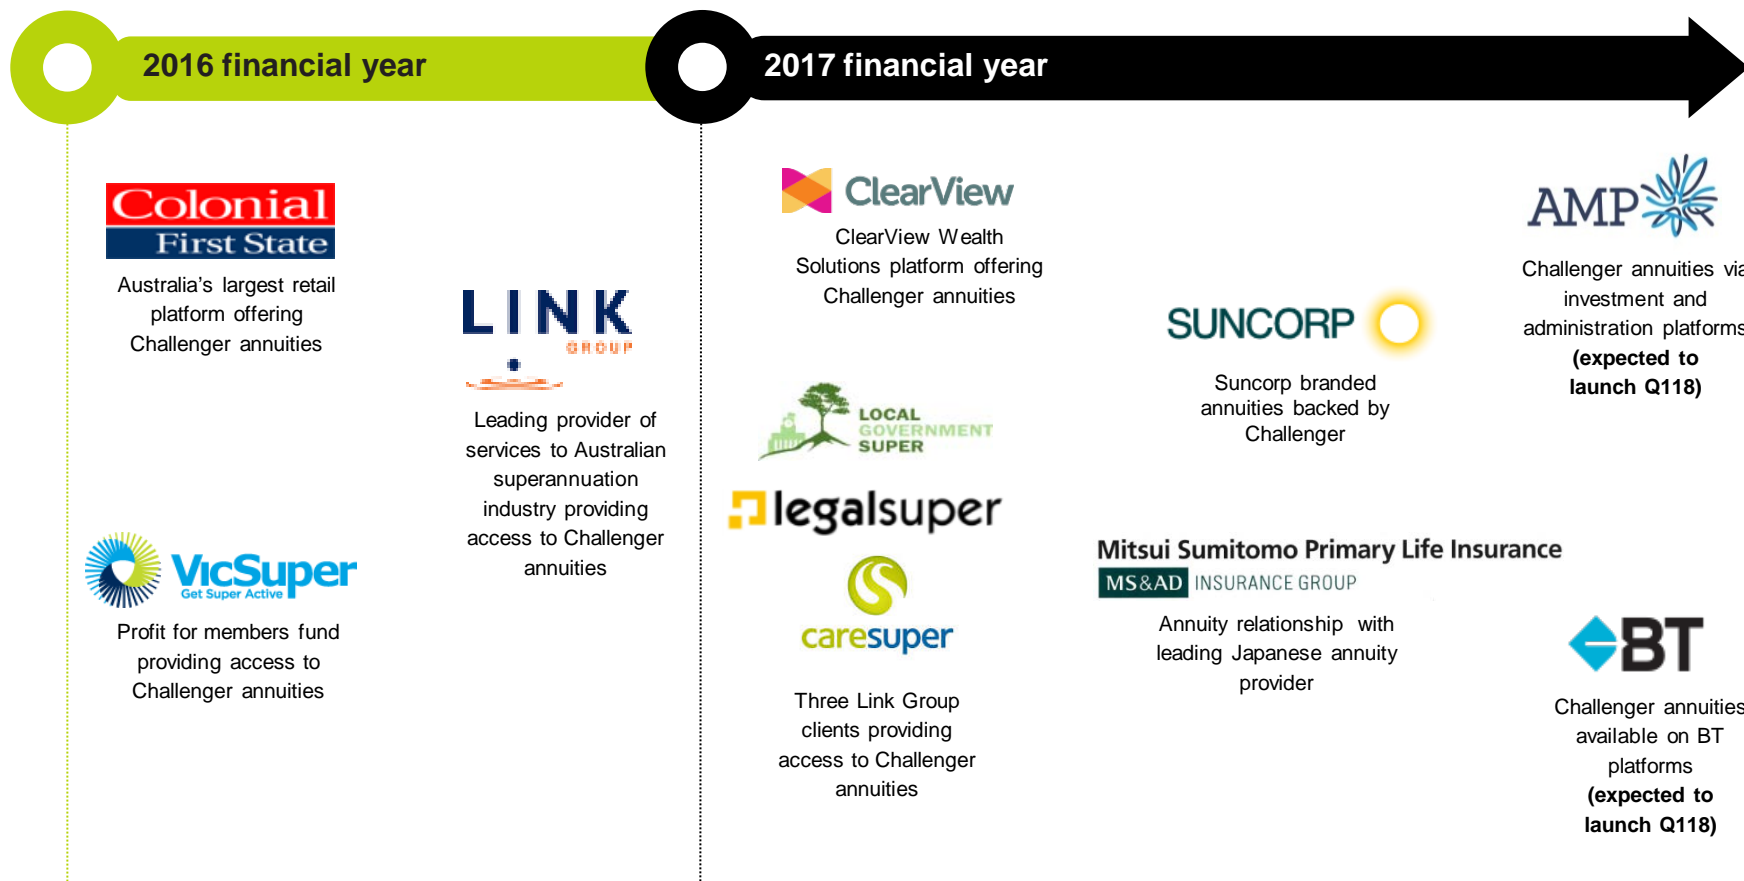 2016 financial year
2017 financial year
Colonial
First State
Australia's largest retail
platform offering
Challenger annuities
VicSuper
Get Super Active
Profit for members fund
providing access to
Challenger annuities
LINK
GROUP
Leading provider of
services to Australian
superannuation
industry providing
access to Challenger
annuities
ClearView
ClearView Wealth
Solutions platform offering
Challenger annuities
LOCAL
GOVERNMENT
SUPER
legalsuper
caresuper
Three Link Group
clients providing
access to Challenger
annuities
SUNCORP
Suncorp branded
annuities backed by
Challenger
Mitsui Sumitomo Primary Life Insurance
MS&AD INSURANCE GROUP
Annuity relationship with
leading Japanese annuity
provider
AMP
Challenger annuities via
investment and
administration platforms
(expected to
launch Q118)
BT
Challenger annuities
available on BT
platforms
(expected to
launch Q118)